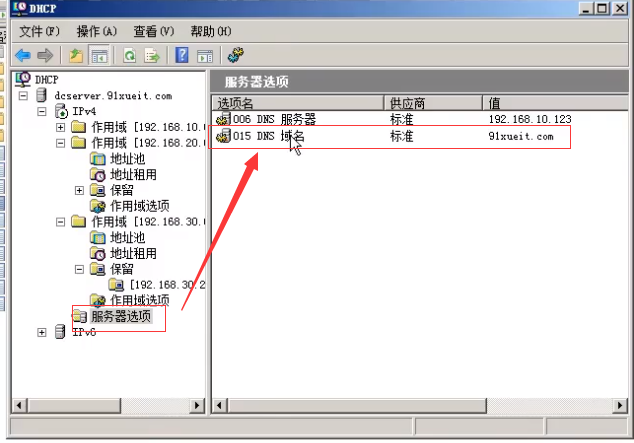 DHCP
文件(F) 操作(A) 查看(V) 帮助(H)
DHCP
dcserver.91xueit.com
IPv4
作用域 [192.168.10.
作用域 [192.168.20.
地址池
地址租用
保留
作用域选项
作用域 [192.168.30.
地址池
地址租用
保留
[192.168.30.2
作用域选项
服务器选项
IPv6
服务器选项
选项名 供应商 值
006 DNS 服务器 标准 192.168.10.123
015 DNS 域名 标准 91xueit.com